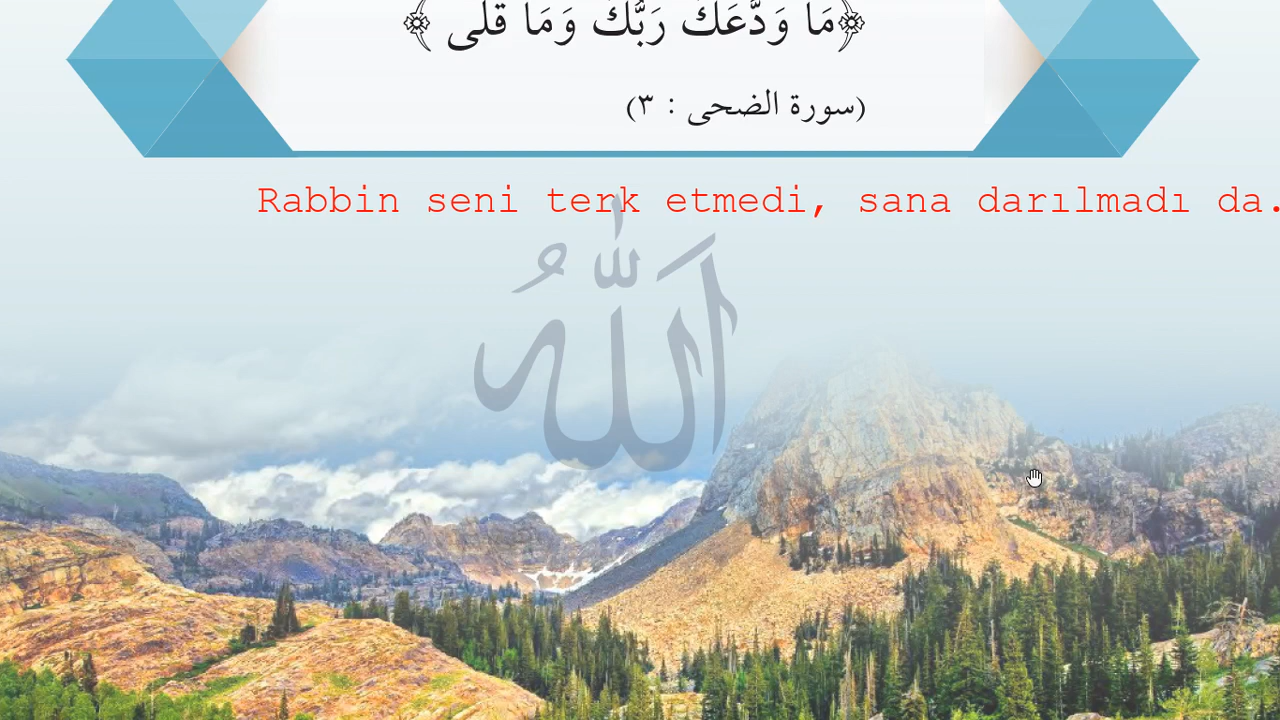 ﴿مَا وَدَّعَكَ رَبُّكَ وَمَا قَلَى ﴾
(سورة الضحى : ٣)
Rabbin seni terk etmedi, sana darılmadı da.
الله